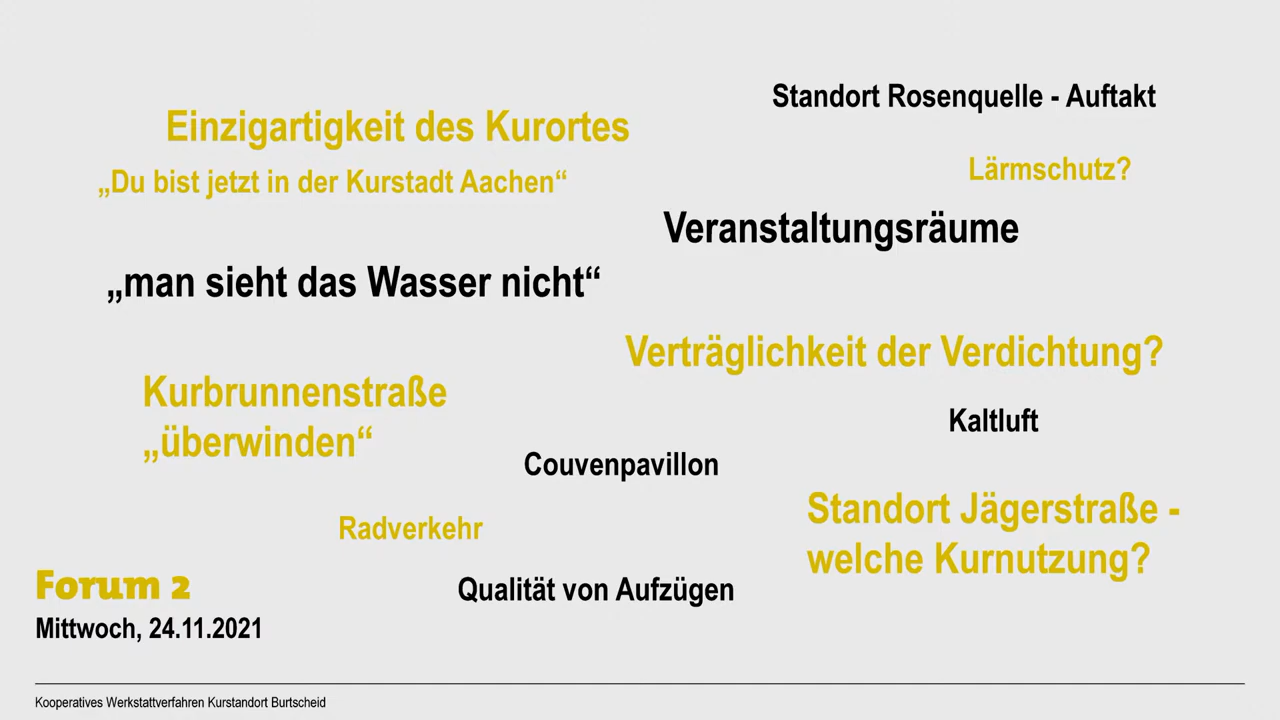 Standort Rosenquelle - Auftakt
Einzigartigkeit des Kurortes
Lärmschutz?
„Du bist jetzt in der Kurstadt Aachen“
Veranstaltungsräume
„man sieht das Wasser nicht“
Verträglichkeit der Verdichtung?
Kurbrunnenstraße
„überwinden“
Kaltluft
Couvenpavillon
Standort Jägerstraße -
welche Kurnutzung?
Radverkehr
Qualität von Aufzügen
Forum 2
Mittwoch, 24.11.2021
Kooperatives Werkstattverfahren Kurstandort Burtscheid